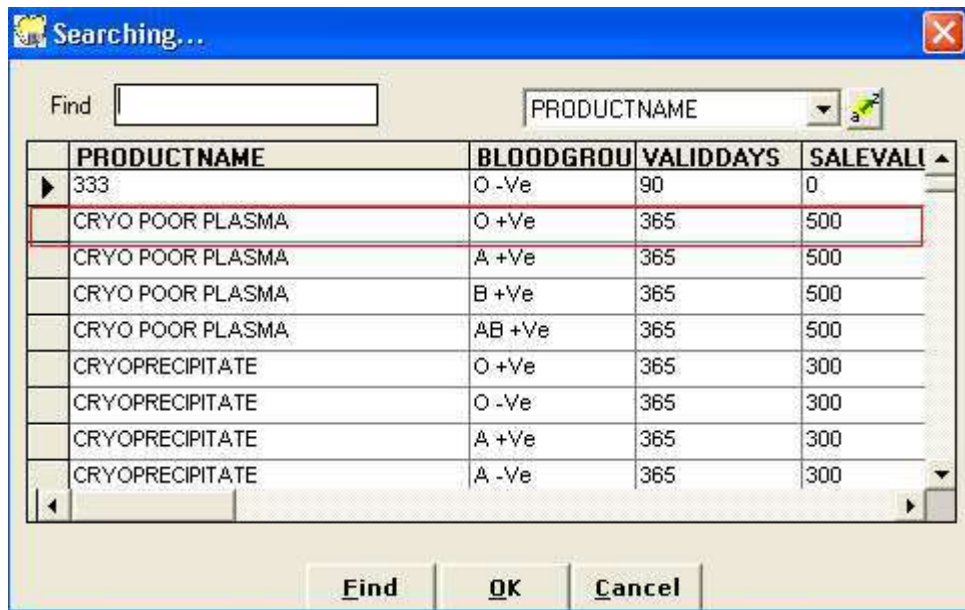 Searching...
Find PRODUCTNAME
PRODUCTNAME BLOODGROU VALIDDAYS SALEVALU
333 O -Ve 90 0
CRYO POOR PLASMA O +Ve 365 500
CRYO POOR PLASMA A +Ve 365 500
CRYO POOR PLASMA B +Ve 365 500
CRYO POOR PLASMA AB +Ve 365 500
CRYOPRECIPITATE O +Ve 365 300
CRYOPRECIPITATE O -Ve 365 300
CRYOPRECIPITATE A +Ve 365 300
CRYOPRECIPITATE A -Ve 365 300
Find OK Cancel